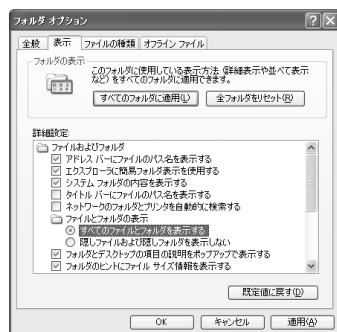 フォルダ オプション
全般 表示 ファイルの種類 オフライン ファイル
フォルダの表示
このフォルダに使用している表示方法（詳細表示や並べて表示など）をすべてのフォルダに適用できます。
すべてのフォルダに適用(L) 全フォルダをリセット(R)
詳細設定:
ファイルおよびフォルダ
アドレス バーにファイルのパス名を表示する
エクスプローラに簡易フォルダ表示を使用する
システム フォルダの内容を表示する
タイトル バーにファイルのパス名を表示する
ネットワークのフォルダとプリンタを自動的に検索する
ファイルとフォルダの表示
すべてのファイルとフォルダを表示する
隠しファイルおよび隠しフォルダを表示しない
フォルダとデスクトップの項目の説明をポップアップで表示する
フォルダのヒントにファイル サイズ情報を表示する
既定値に戻す(D)
OK キャンセル 適用(A)